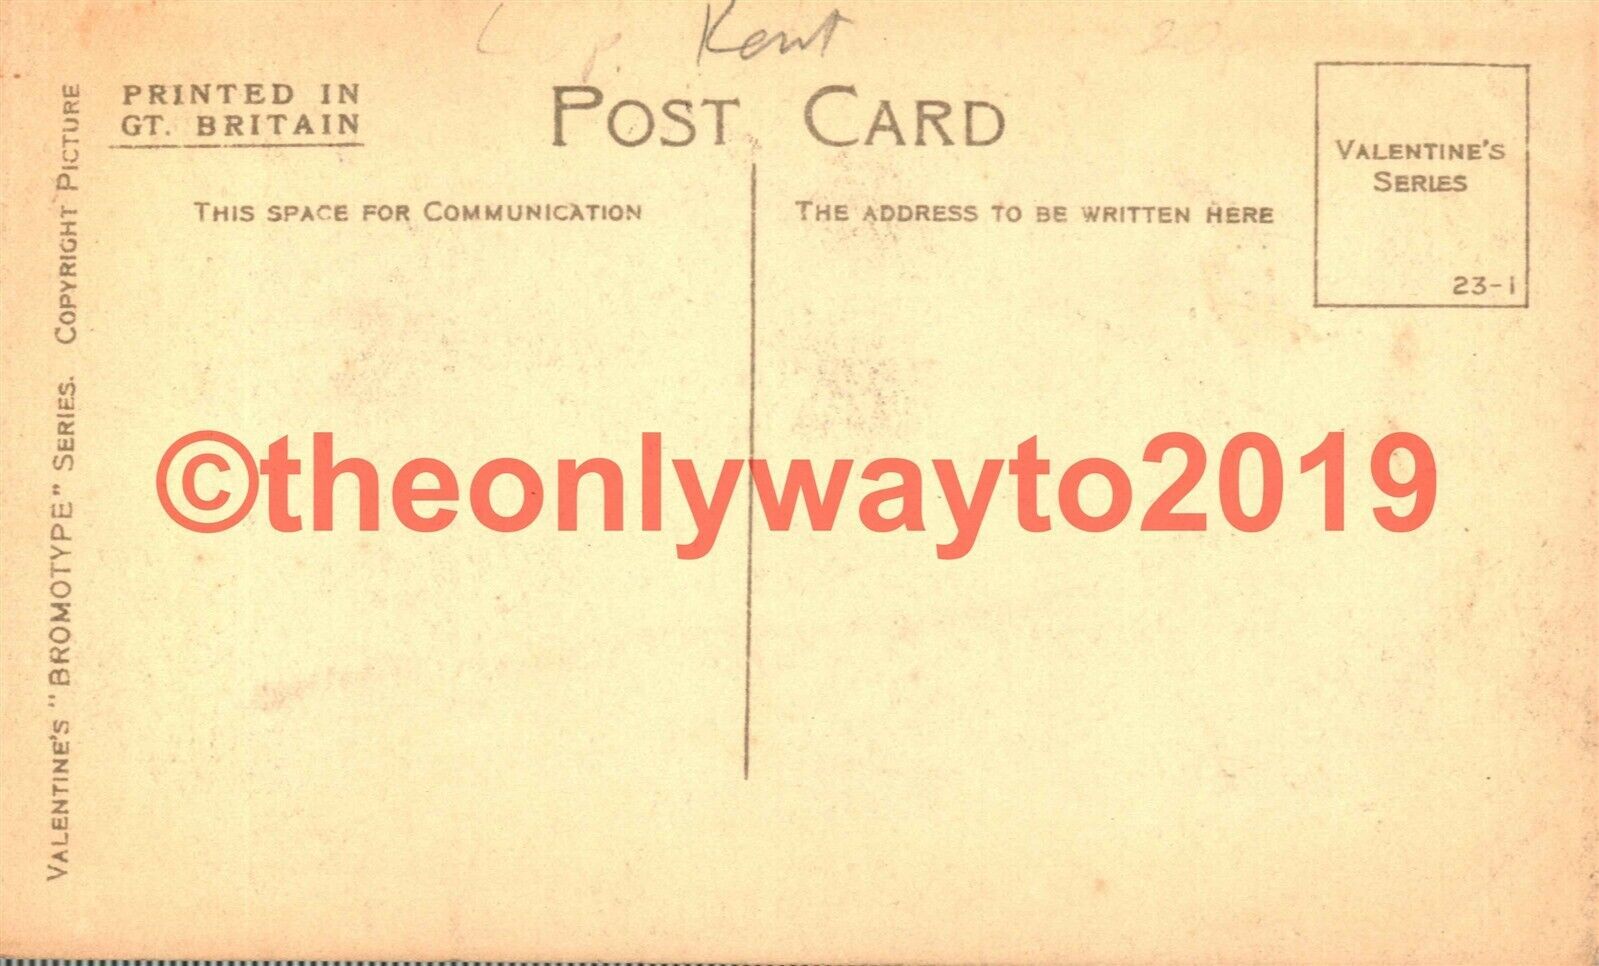 Kent
PRINTED IN
GT. BRITAIN
POST CARD
THIS SPACE FOR COMMUNICATION
THE ADDRESS TO BE WRITTEN HERE
VALENTINE'S
SERIES
23-1
VALENTINE'S "BROMOTYPE" SERIES. COPYRIGHT PICTURE
©theonlywayto2019